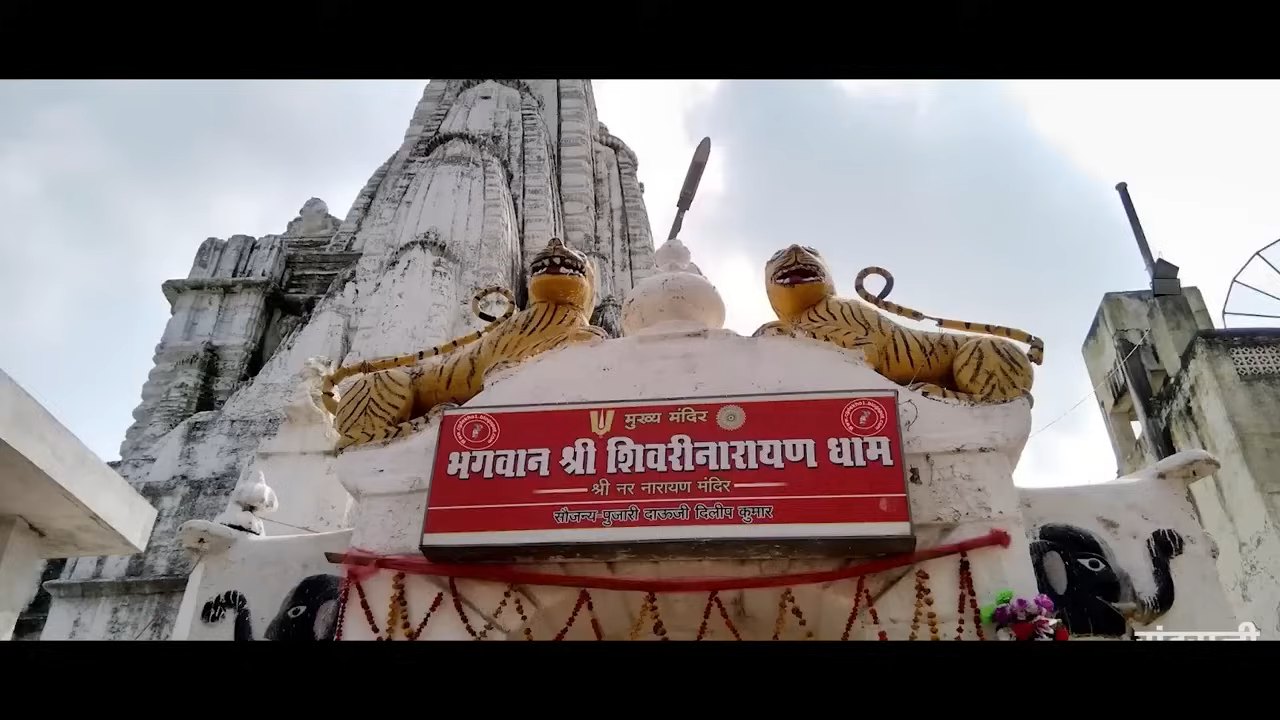 मुख्य मंदिर
भगवान श्री शिवरीनारायण धाम
श्री नर नारायण मंदिर
सौजन्य-पुजारी दाऊजी दिलीप कुमार